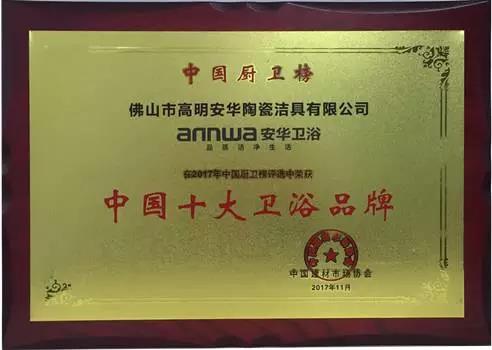 中国厨卫榜
佛山市高明安华陶瓷洁具有限公司
annwa安华卫浴
品质洁净生活
在2017年中国厨卫榜评选中荣获
中国十大卫浴品牌
中国建材市场协会
2017年11月